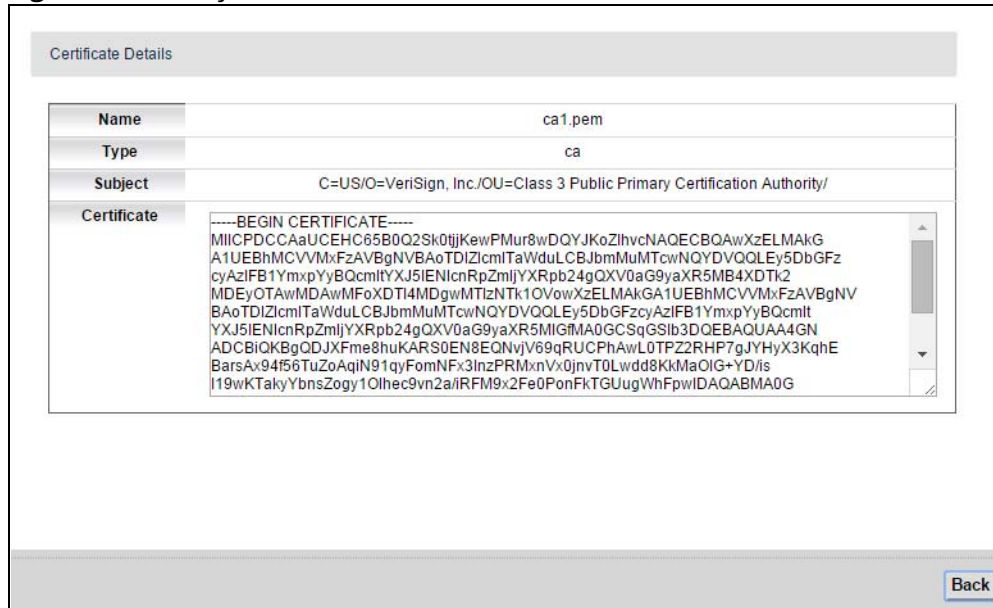 Certificate Details
Name
ca1.pem
Type
ca
Subject
C=US/O=VeriSign, Inc./OU=Class 3 Public Primary Certification Authority/
Certificate
-----BEGIN CERTIFICATE-----
MIICPDCCAaUCEHC65B0Q2Sk0tjjKewPMur8wDQYJKoZIhvcNAQECBQAwXzELMAkG
A1UEBhMCVVMxFzAVBgNVBAoTDlZlcmlTaWduLCBJbmMuMTcwNQYDVQQLEy5DbGFz
cyAzIFB1YmxpYyBQcmltYXJ5IENlcnRpZmljYXRpb24gQXV0aG9yaXR5MB4XDTk2
MDEyOTAwMDAwMFoXDTI4MDgwMTIzNTk1OVowXzELMAkGA1UEBhMCVVMxFzAVBgNV
BAoTDlZlcmlTaWduLCBJbmMuMTcwNQYDVQQLEy5DbGFzcyAzIFB1YmxpYyBQcmlt
YXJ5IENlcnRpZmljYXRpb24gQXV0aG9yaXR5MIGfMA0GCSqGSIb3DQEBAQUAA4GN
ADCBiQKBgQDJXFme8huKARS0EN8EQNvjV69qRUCPhAwL0TPZ2RHP7gJYHyX3KqhE
BarsAx94f56TuZoAqiN91qyFomNFx3InzPRMxnVx0jnvT0Lwdd8KkMaOIG+YD/is
I19wKTakyYbnsZogy1Olhec9vn2a/iRFM9x2Fe0PonFkTGUugWhFpwIDAQABMA0G
Back